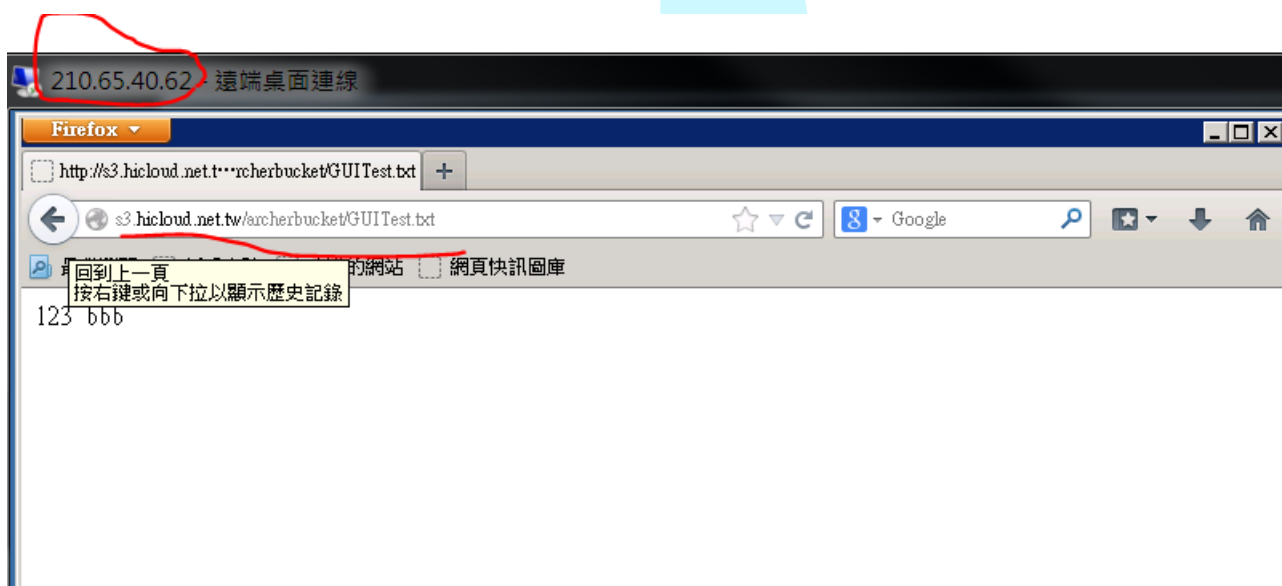 210.65.40.62 - 遠端桌面連線
Firefox
http://s3.hicloud.net.t···rcherbucket/GUITest.txt
s3.hicloud.net.tw/archerbucket/GUITest.txt
Google
的網站 網頁快訊圖庫
回到上一頁
按右鍵或向下拉以顯示歷史記錄
123 bbb